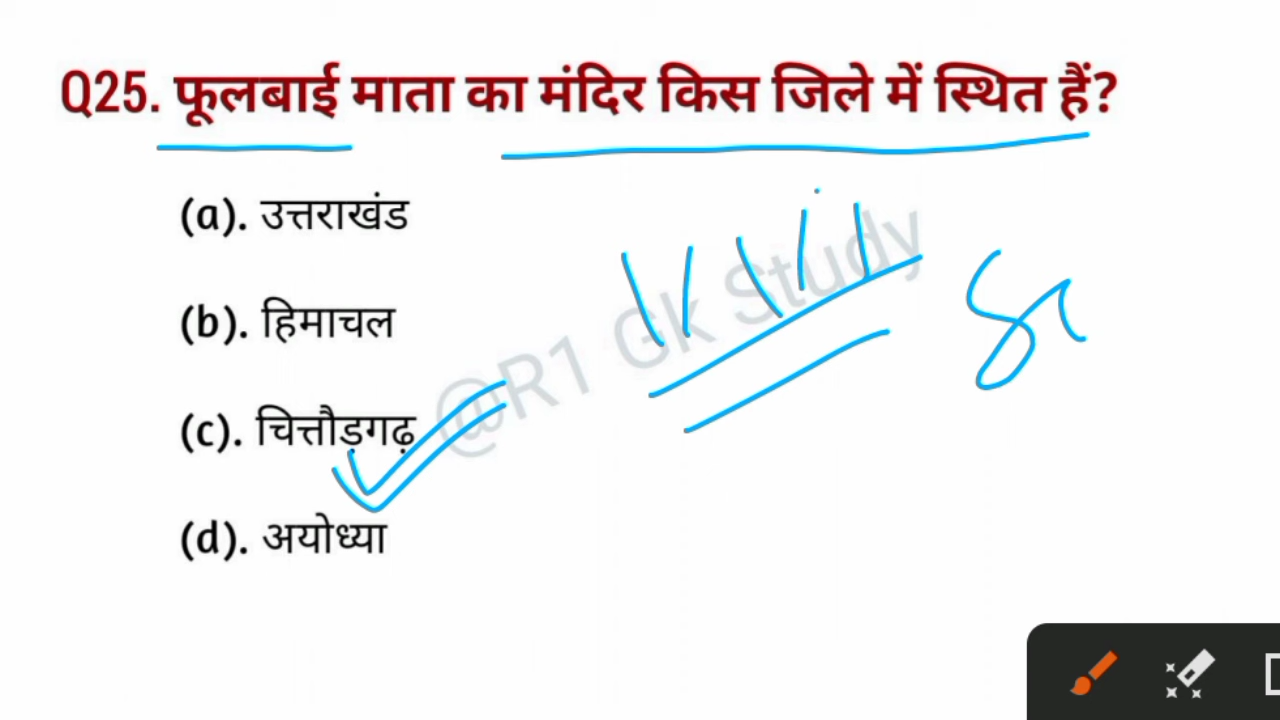 Q25. फूलबाई माता का मंदिर किस जिले में स्थित हैं?
(a). उत्तराखंड
(b). हिमाचल
(c). चित्तौड़गढ़
(d). अयोध्या
@R1 Gk Study